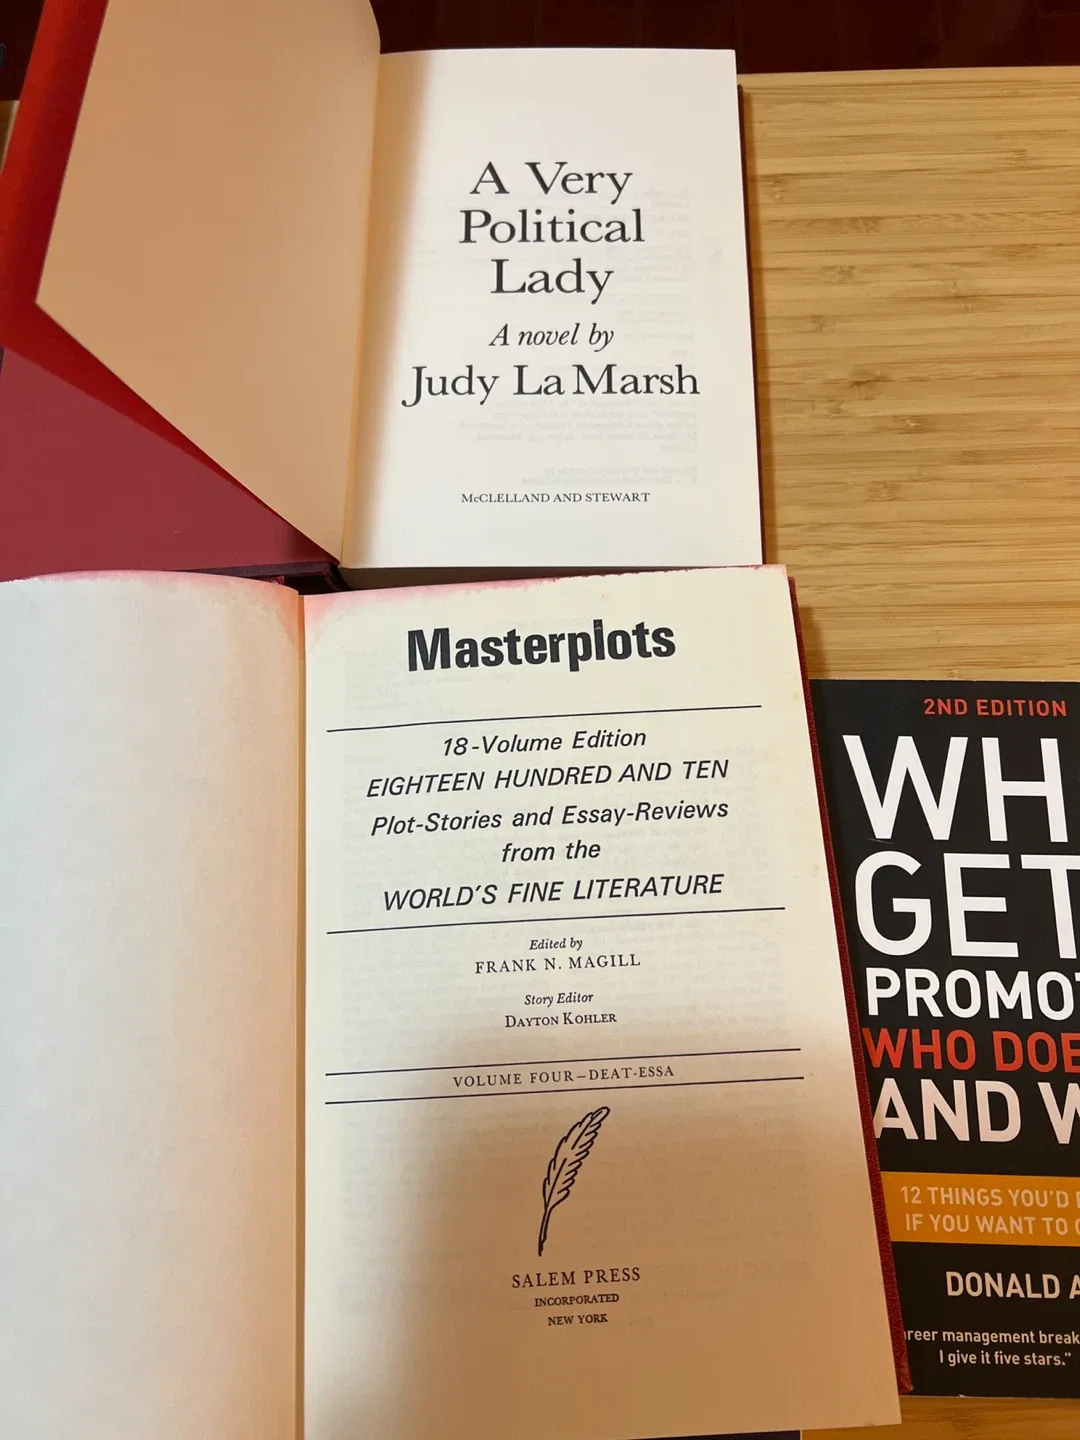 A Very
Political
Lady
A novel by
Judy La Marsh
McCLELLAND AND STEWART
Masterplots
18-Volume Edition
EIGHTEEN HUNDRED AND TEN
Plot-Stories and Essay-Reviews
from the
WORLD'S FINE LITERATURE
Edited by
FRANK N. MAGILL
Story Editor
DAYTON KOHLER
VOLUME FOUR—DEAT-ESSA
SALEM PRESS
INCORPORATED
NEW YORK
2ND EDITION
WH
GET
PROMOT
WHO DOE
AND W
12 THINGS YOU'D
IF YOU WANT TO
DONALD A
reer management break
I give it five stars."